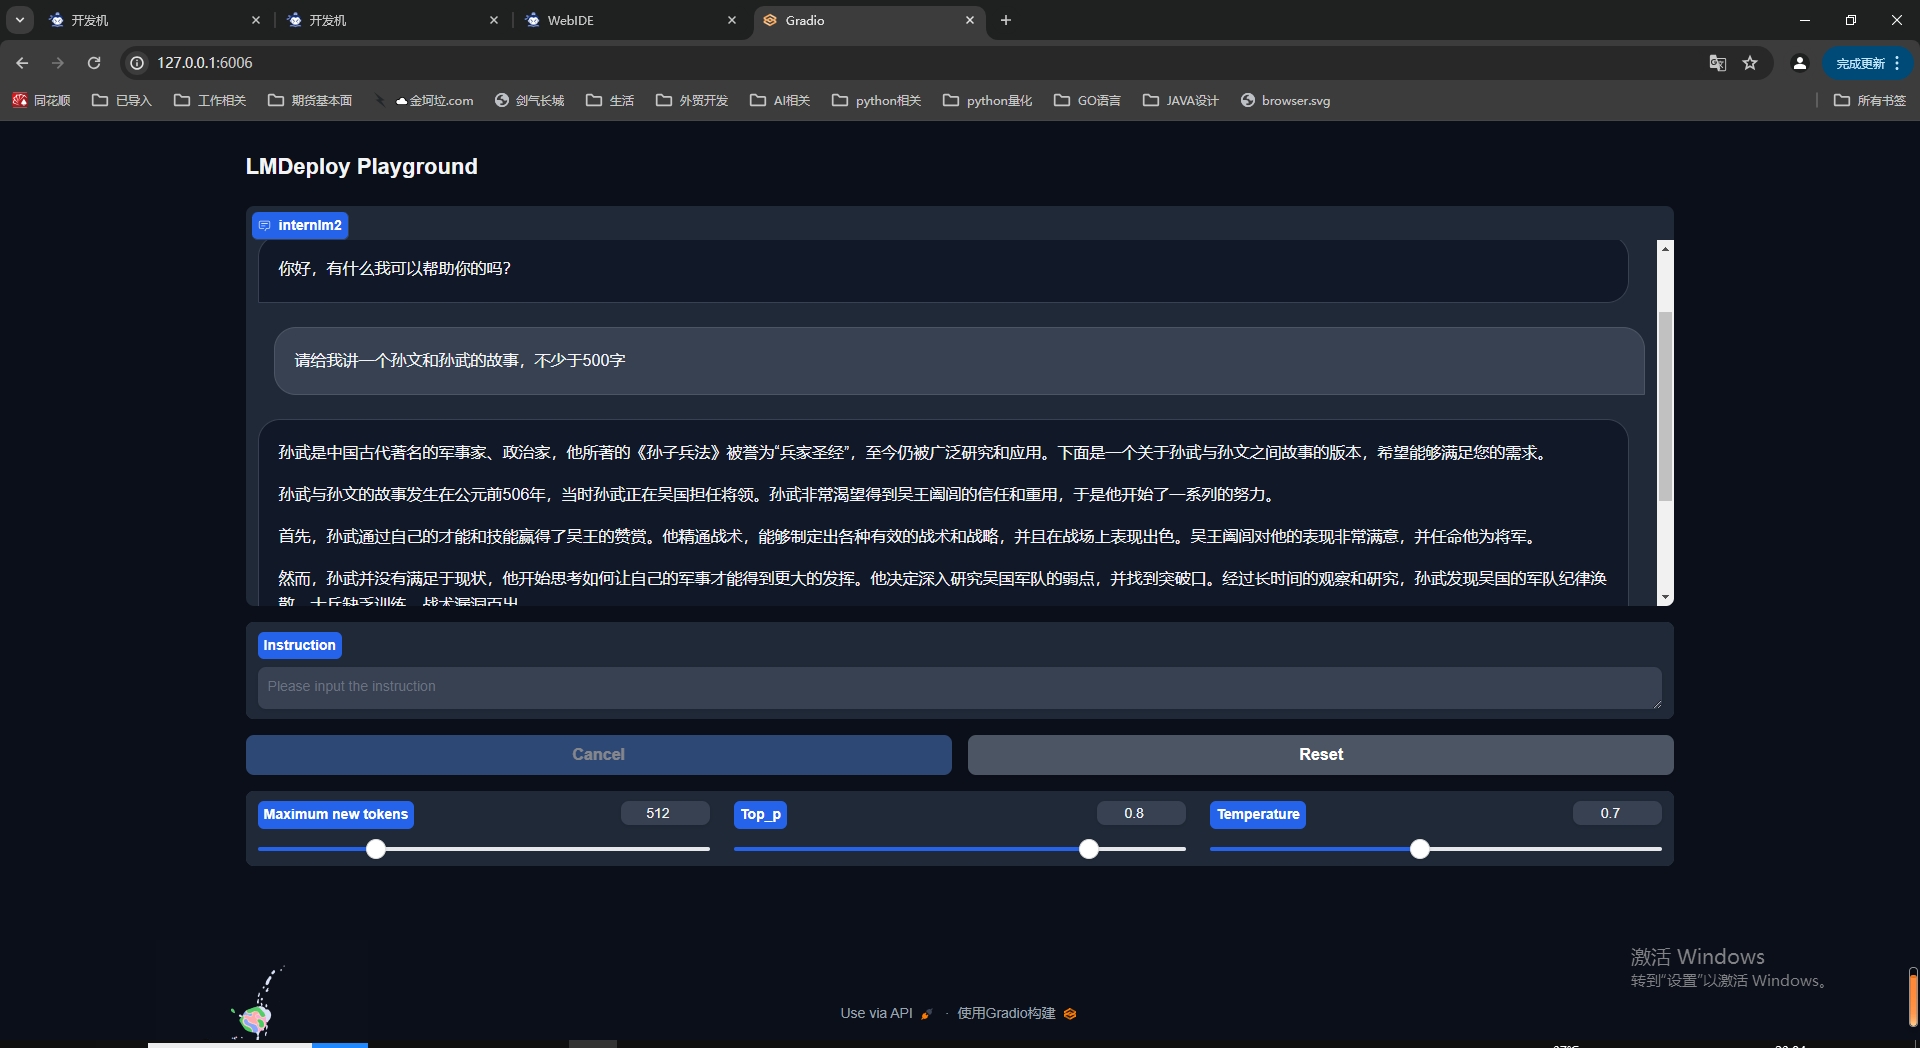 开发机
开发机
WebIDE
Gradio
127.0.0.1:6006
完成更新
同花顺
已导入
工作相关
期货基本面
金坷垃.com
剑气长城
生活
外贸开发
AI相关
python相关
python量化
GO语言
JAVA设计
browser.svg
所有书签
LMDeploy Playground
internlm2
你好，有什么我可以帮助你的吗？
请给我讲一个孙文和孙武的故事，不少于500字
孙武是中国古代著名的军事家、政治家，他所著的《孙子兵法》被誉为“兵家圣经”，至今仍被广泛研究和应用。下面是一个关于孙武与孙文之间故事的版本，希望能够满足您的需求。
孙武与孙文的故事发生在公元前506年，当时孙武正在吴国担任将领。孙武非常渴望得到吴王阖闾的信任和重用，于是他开始了一系列的努力。
首先，孙武通过自己的才能和技能赢得了吴王的赞赏。他精通战术，能够制定出各种有效的战术和战略，并且在战场上表现出色。吴王阖闾对他的表现非常满意，并任命他为将军。
然而，孙武并没有满足于现状，他开始思考如何让自己的军事才能得到更大的发挥。他决定深入研究吴国军队的弱点，并找到突破口。经过长时间的观察和研究，孙武发现吴国的军队纪律涣
散，士兵缺乏训练，战术漏洞百出
Instruction
Please input the instruction
Cancel
Reset
Maximum new tokens
512
Top_p
0.8
Temperature
0.7
激活 Windows
转到“设置”以激活 Windows。
Use via API · 使用Gradio构建